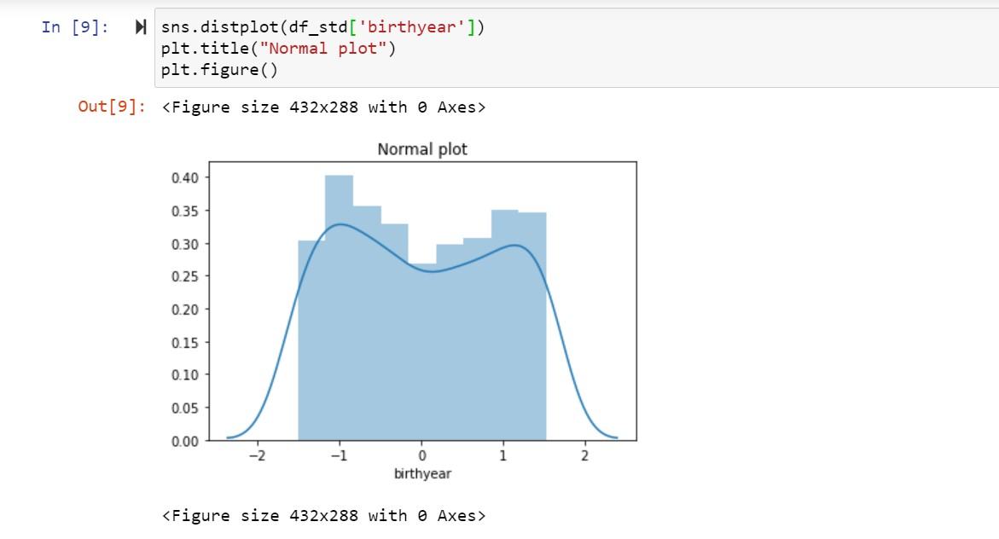 In [9]:
sns.distplot(df_std['birthyear'])
plt.title("Normal plot")
plt.figure()
Out[9]: <Figure size 432x288 with 0 Axes>
Normal plot
0.40
0.35
0.30
0.25
0.20
0.15
0.10
0.05
0.00
−2 −1 0 1 2
birthyear
<Figure size 432x288 with 0 Axes>